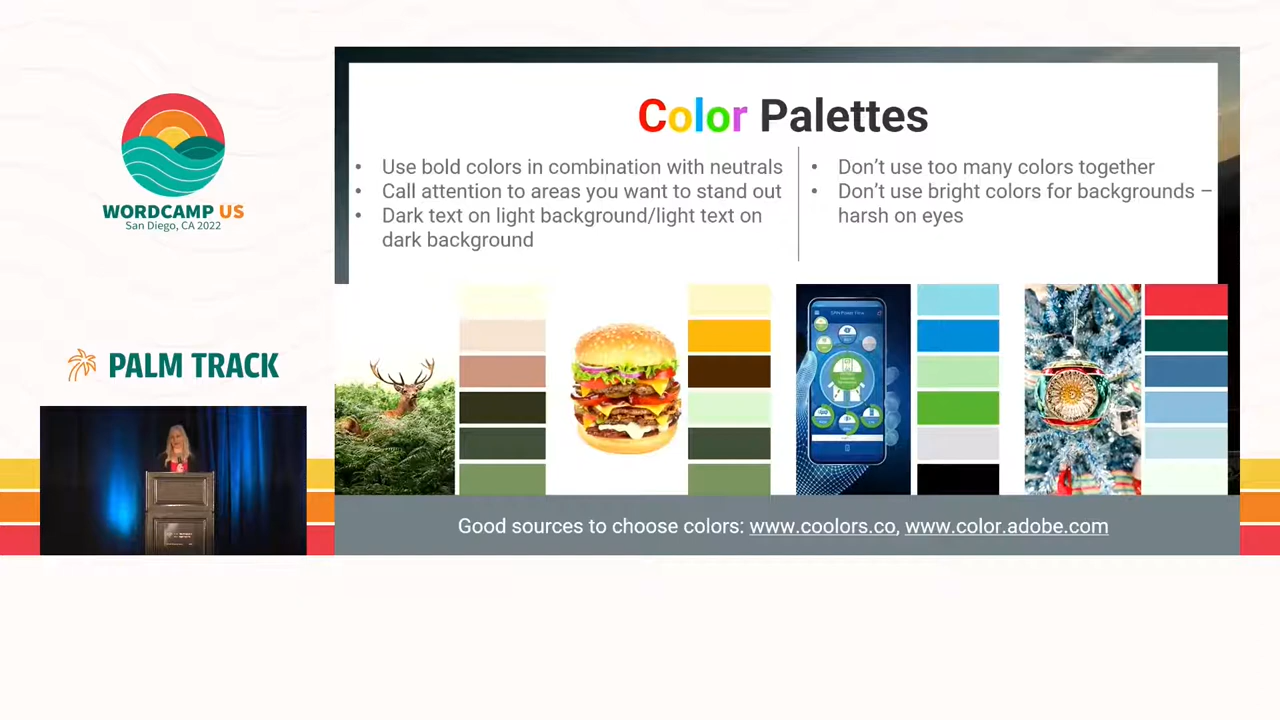 WORDCAMP US
San Diego, CA 2022
PALM TRACK
Color Palettes
• Use bold colors in combination with neutrals
• Call attention to areas you want to stand out
• Dark text on light background/light text on
dark background
• Don’t use too many colors together
• Don’t use bright colors for backgrounds –
harsh on eyes
Good sources to choose colors: www.coolors.co, www.color.adobe.com